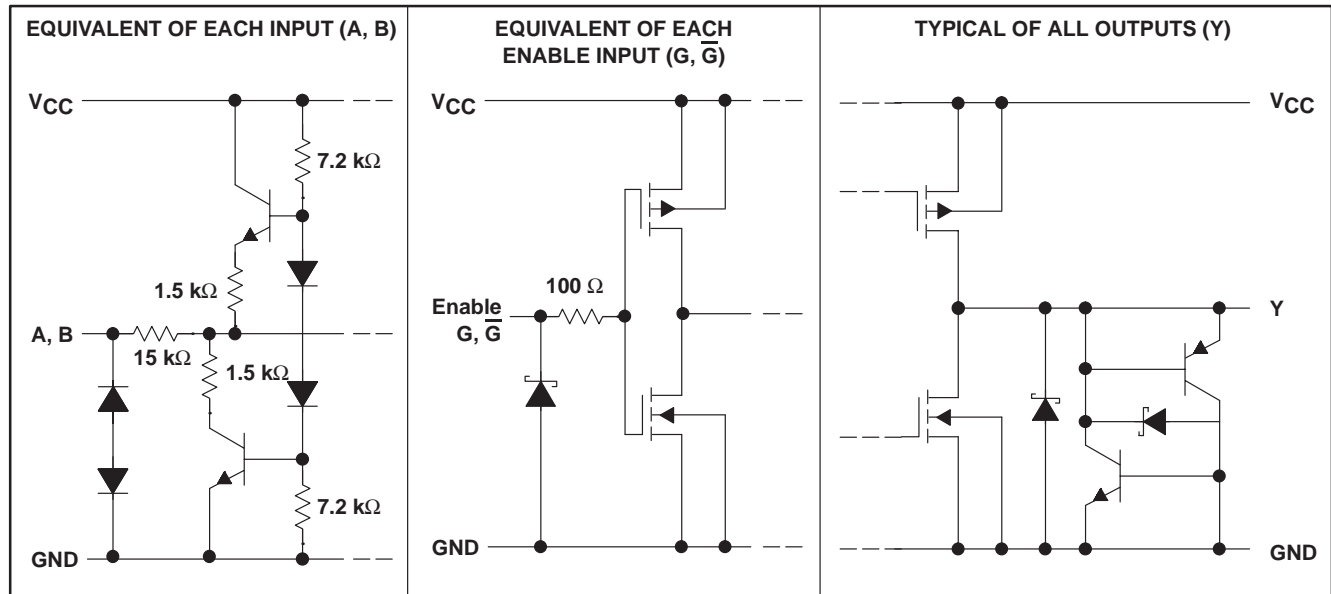 EQUIVALENT OF EACH INPUT (A, B)
VCC
7.2 kΩ
1.5 kΩ
A, B
15 kΩ
1.5 kΩ
7.2 kΩ
GND
EQUIVALENT OF EACH
ENABLE INPUT (G, G̅)
VCC
100 Ω
Enable
G, G̅
GND
TYPICAL OF ALL OUTPUTS (Y)
VCC
Y
GND